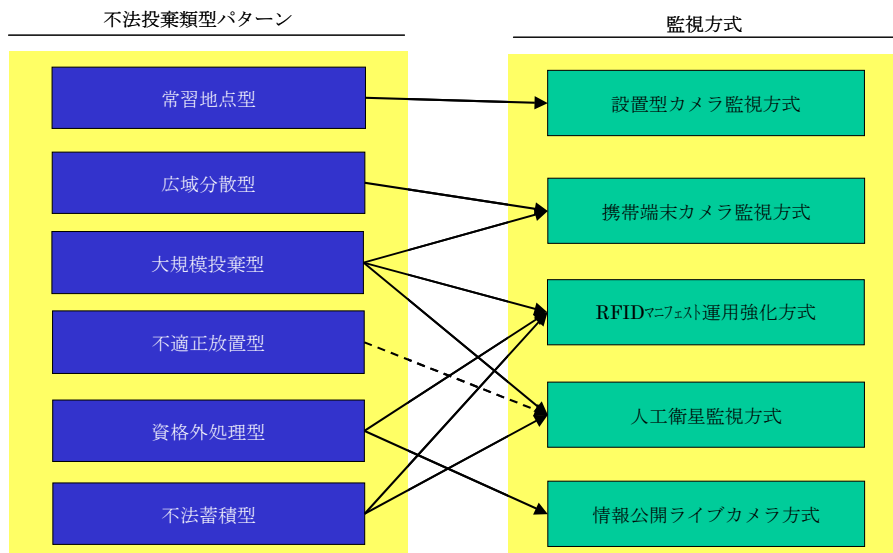 不法投棄類型パターン
監視方式
常習地点型
広域分散型
大規模投棄型
不適正放置型
資格外処理型
不法蓄積型
設置型カメラ監視方式
携帯端末カメラ監視方式
RFIDマニフェスト運用強化方式
人工衛星監視方式
情報公開ライブカメラ方式